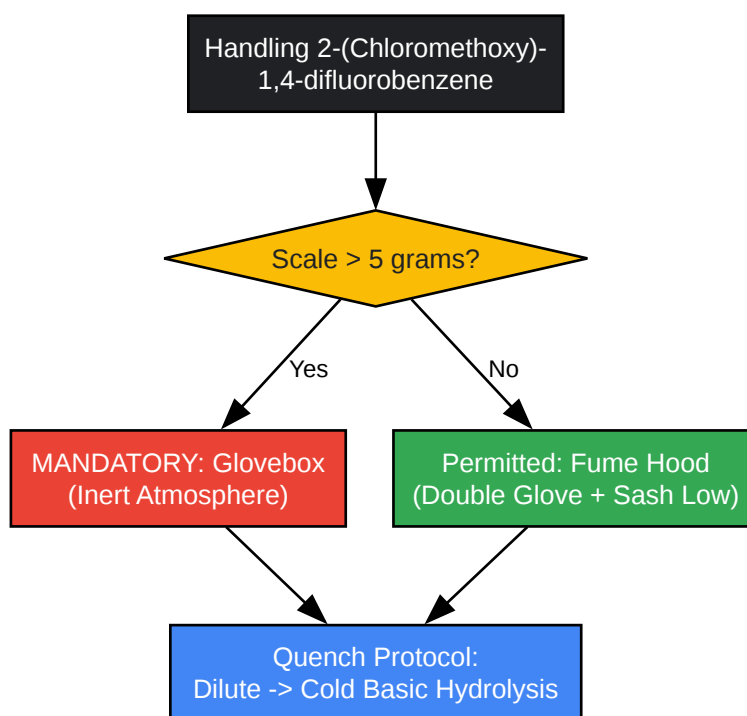 Handling 2-(Chloromethoxy)-
1,4-difluorobenzene
Scale > 5 grams?
Yes
No
MANDATORY: Glovebox
(Inert Atmosphere)
Permitted: Fume Hood
(Double Glove + Sash Low)
Quench Protocol:
Dilute -> Cold Basic Hydrolysis